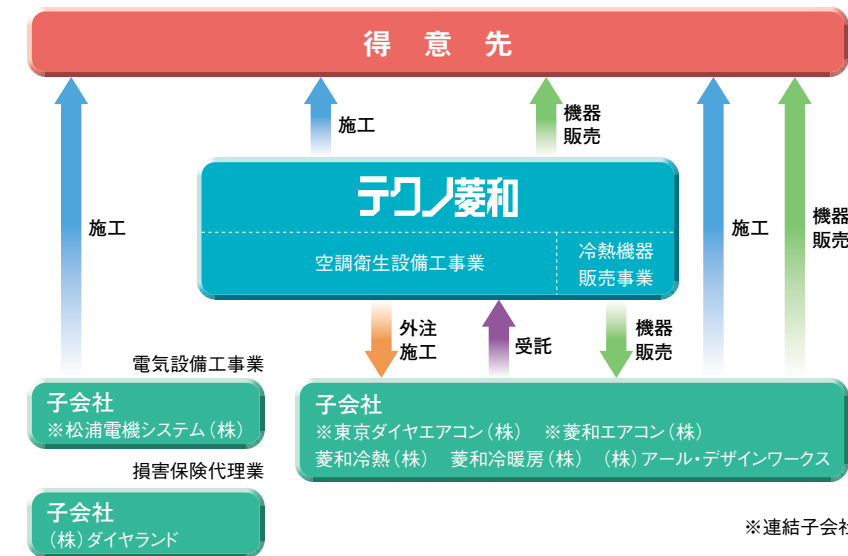 得意先
施工
機器
販売
施工
テクノ菱和
空調衛生設備工事業
冷熱機器
販売事業
施工
機器
販売
外注
施工
受託
機器
販売
電気設備工事業
子会社
※松浦電機システム（株）
損害保険代理業
子会社
（株）ダイヤランド
子会社
※東京ダイヤエアコン（株）　※菱和エアコン（株）
菱和冷熱（株）　菱和冷暖房（株）　（株）アール・デザインワークス
※連結子会社